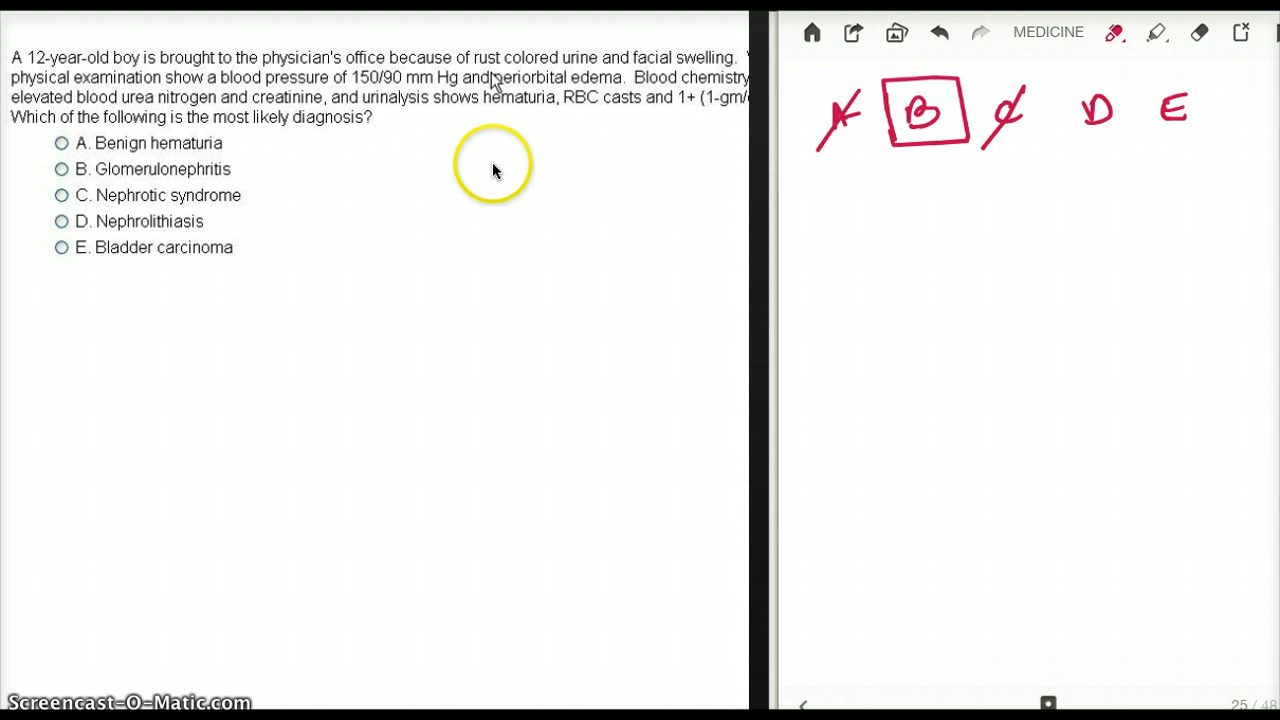 A 12-year-old boy is brought to the physician's office because of rust colored urine and facial swelling.
physical examination show a blood pressure of 150/90 mm Hg and periorbital edema. Blood chemistry
elevated blood urea nitrogen and creatinine, and urinalysis shows hematuria, RBC casts and 1+ (1-gm/
Which of the following is the most likely diagnosis?
A. Benign hematuria
B. Glomerulonephritis
C. Nephrotic syndrome
D. Nephrolithiasis
E. Bladder carcinoma
MEDICINE
A B C D E
25 / 48
Screencast-O-Matic.com